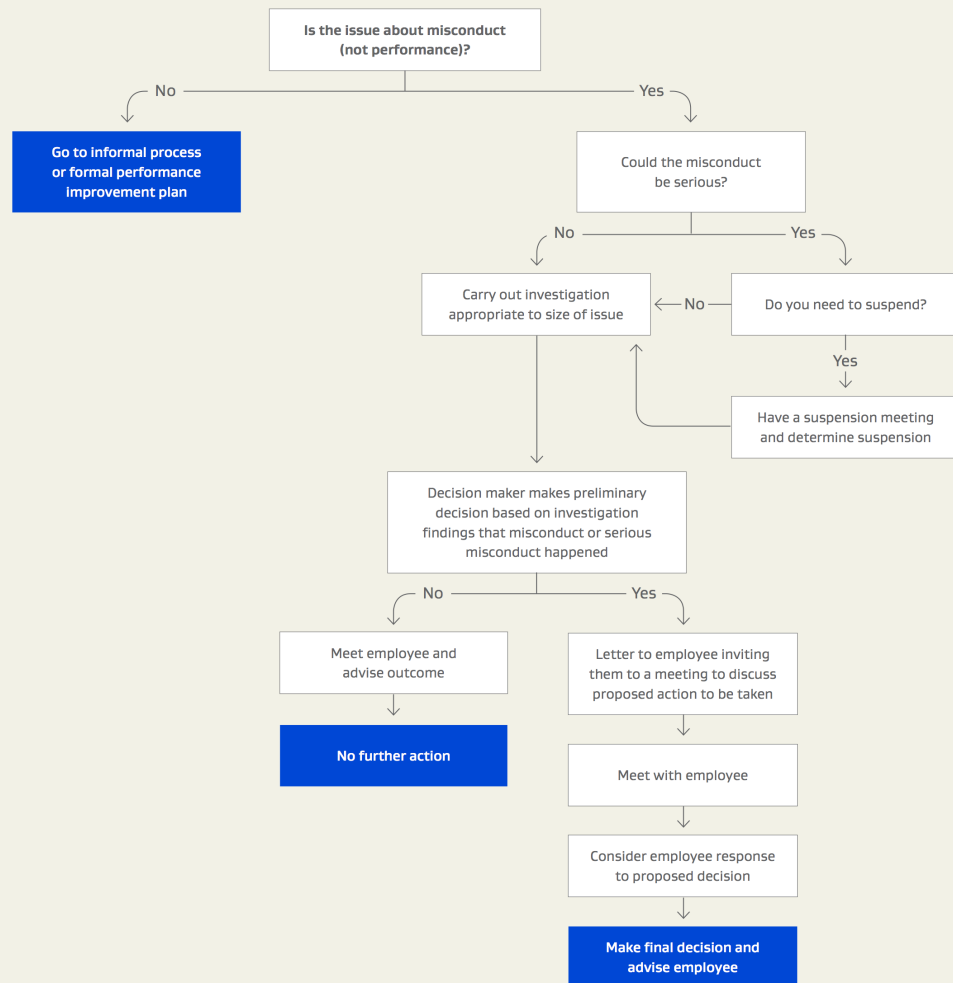 Is the issue about misconduct
(not performance)?
No
Yes
Go to informal process
or formal performance
improvement plan
Could the misconduct
be serious?
No
Yes
Carry out investigation
appropriate to size of issue
No
Do you need to suspend?
Yes
Have a suspension meeting
and determine suspension
Decision maker makes preliminary
decision based on investigation
findings that misconduct or serious
misconduct happened
No
Yes
Meet employee and
advise outcome
Letter to employee inviting
them to a meeting to discuss
proposed action to be taken
No further action
Meet with employee
Consider employee response
to proposed decision
Make final decision and
advise employee